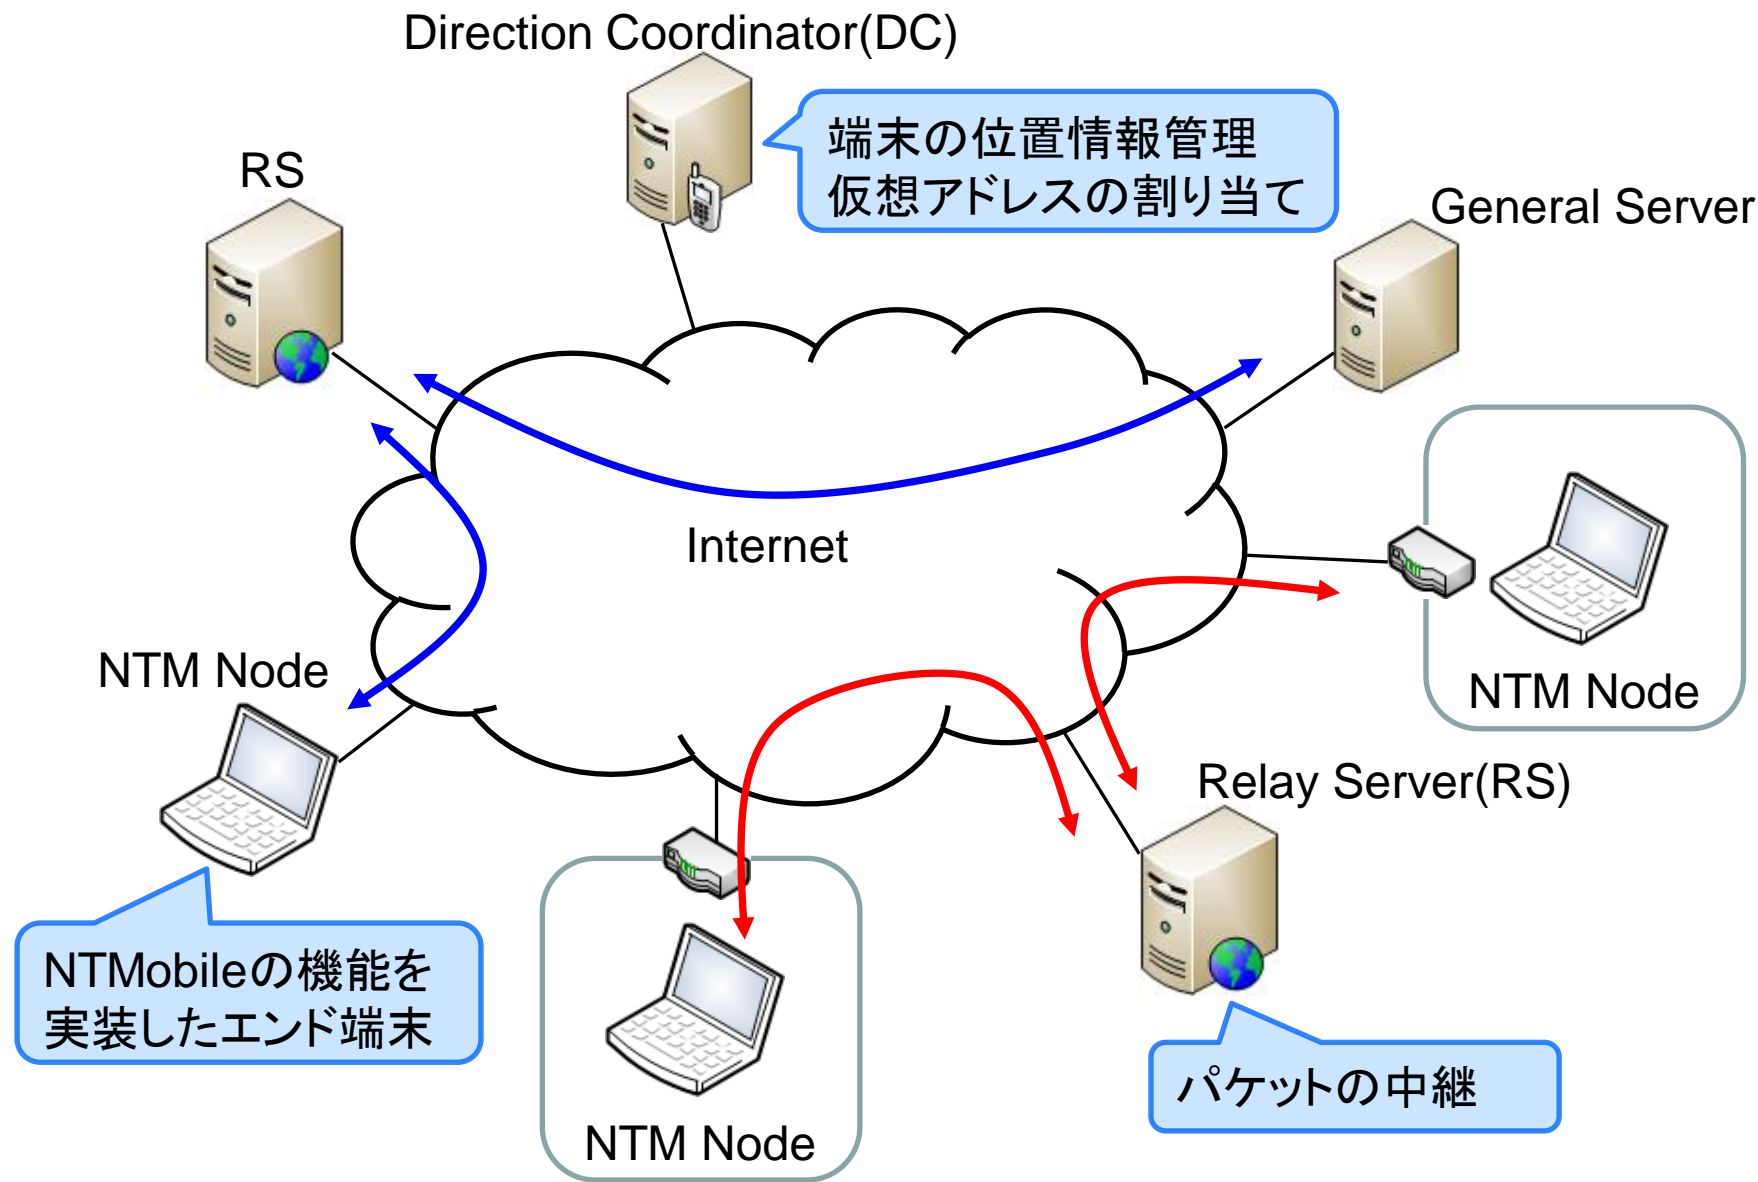 Direction Coordinator(DC)
端末の位置情報管理
仮想アドレスの割り当て
RS
General Server
Internet
NTM Node
NTM Node
Relay Server(RS)
NTMobileの機能を
実装したエンド端末
パケットの中継
NTM Node